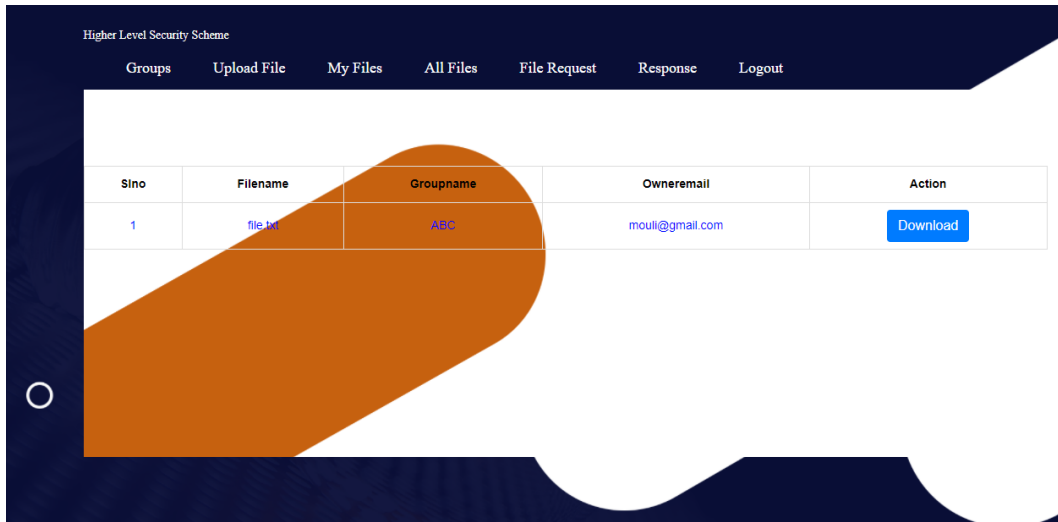 Higher Level Security Scheme
Groups Upload File My Files All Files File Request Response Logout
Slno Filename Groupname Owneremail Action
1 file.txt ABC mouli@gmail.com Download